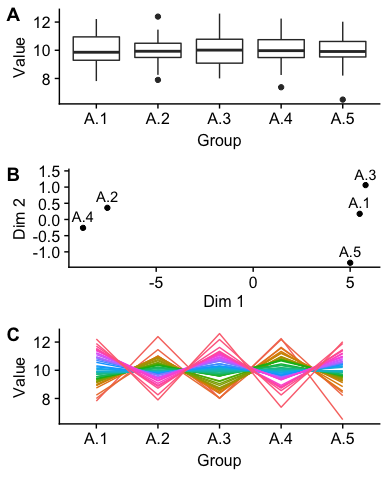 A
Value
12
10
8
A.1 A.2 A.3 A.4 A.5
Group
B
Dim 2
1.5
1.0
0.5
0.0
-0.5
-1.0
A.3
A.2
A.1
A.4
A.5
-5 0 5
Dim 1
C
Value
12
10
8
A.1 A.2 A.3 A.4 A.5
Group